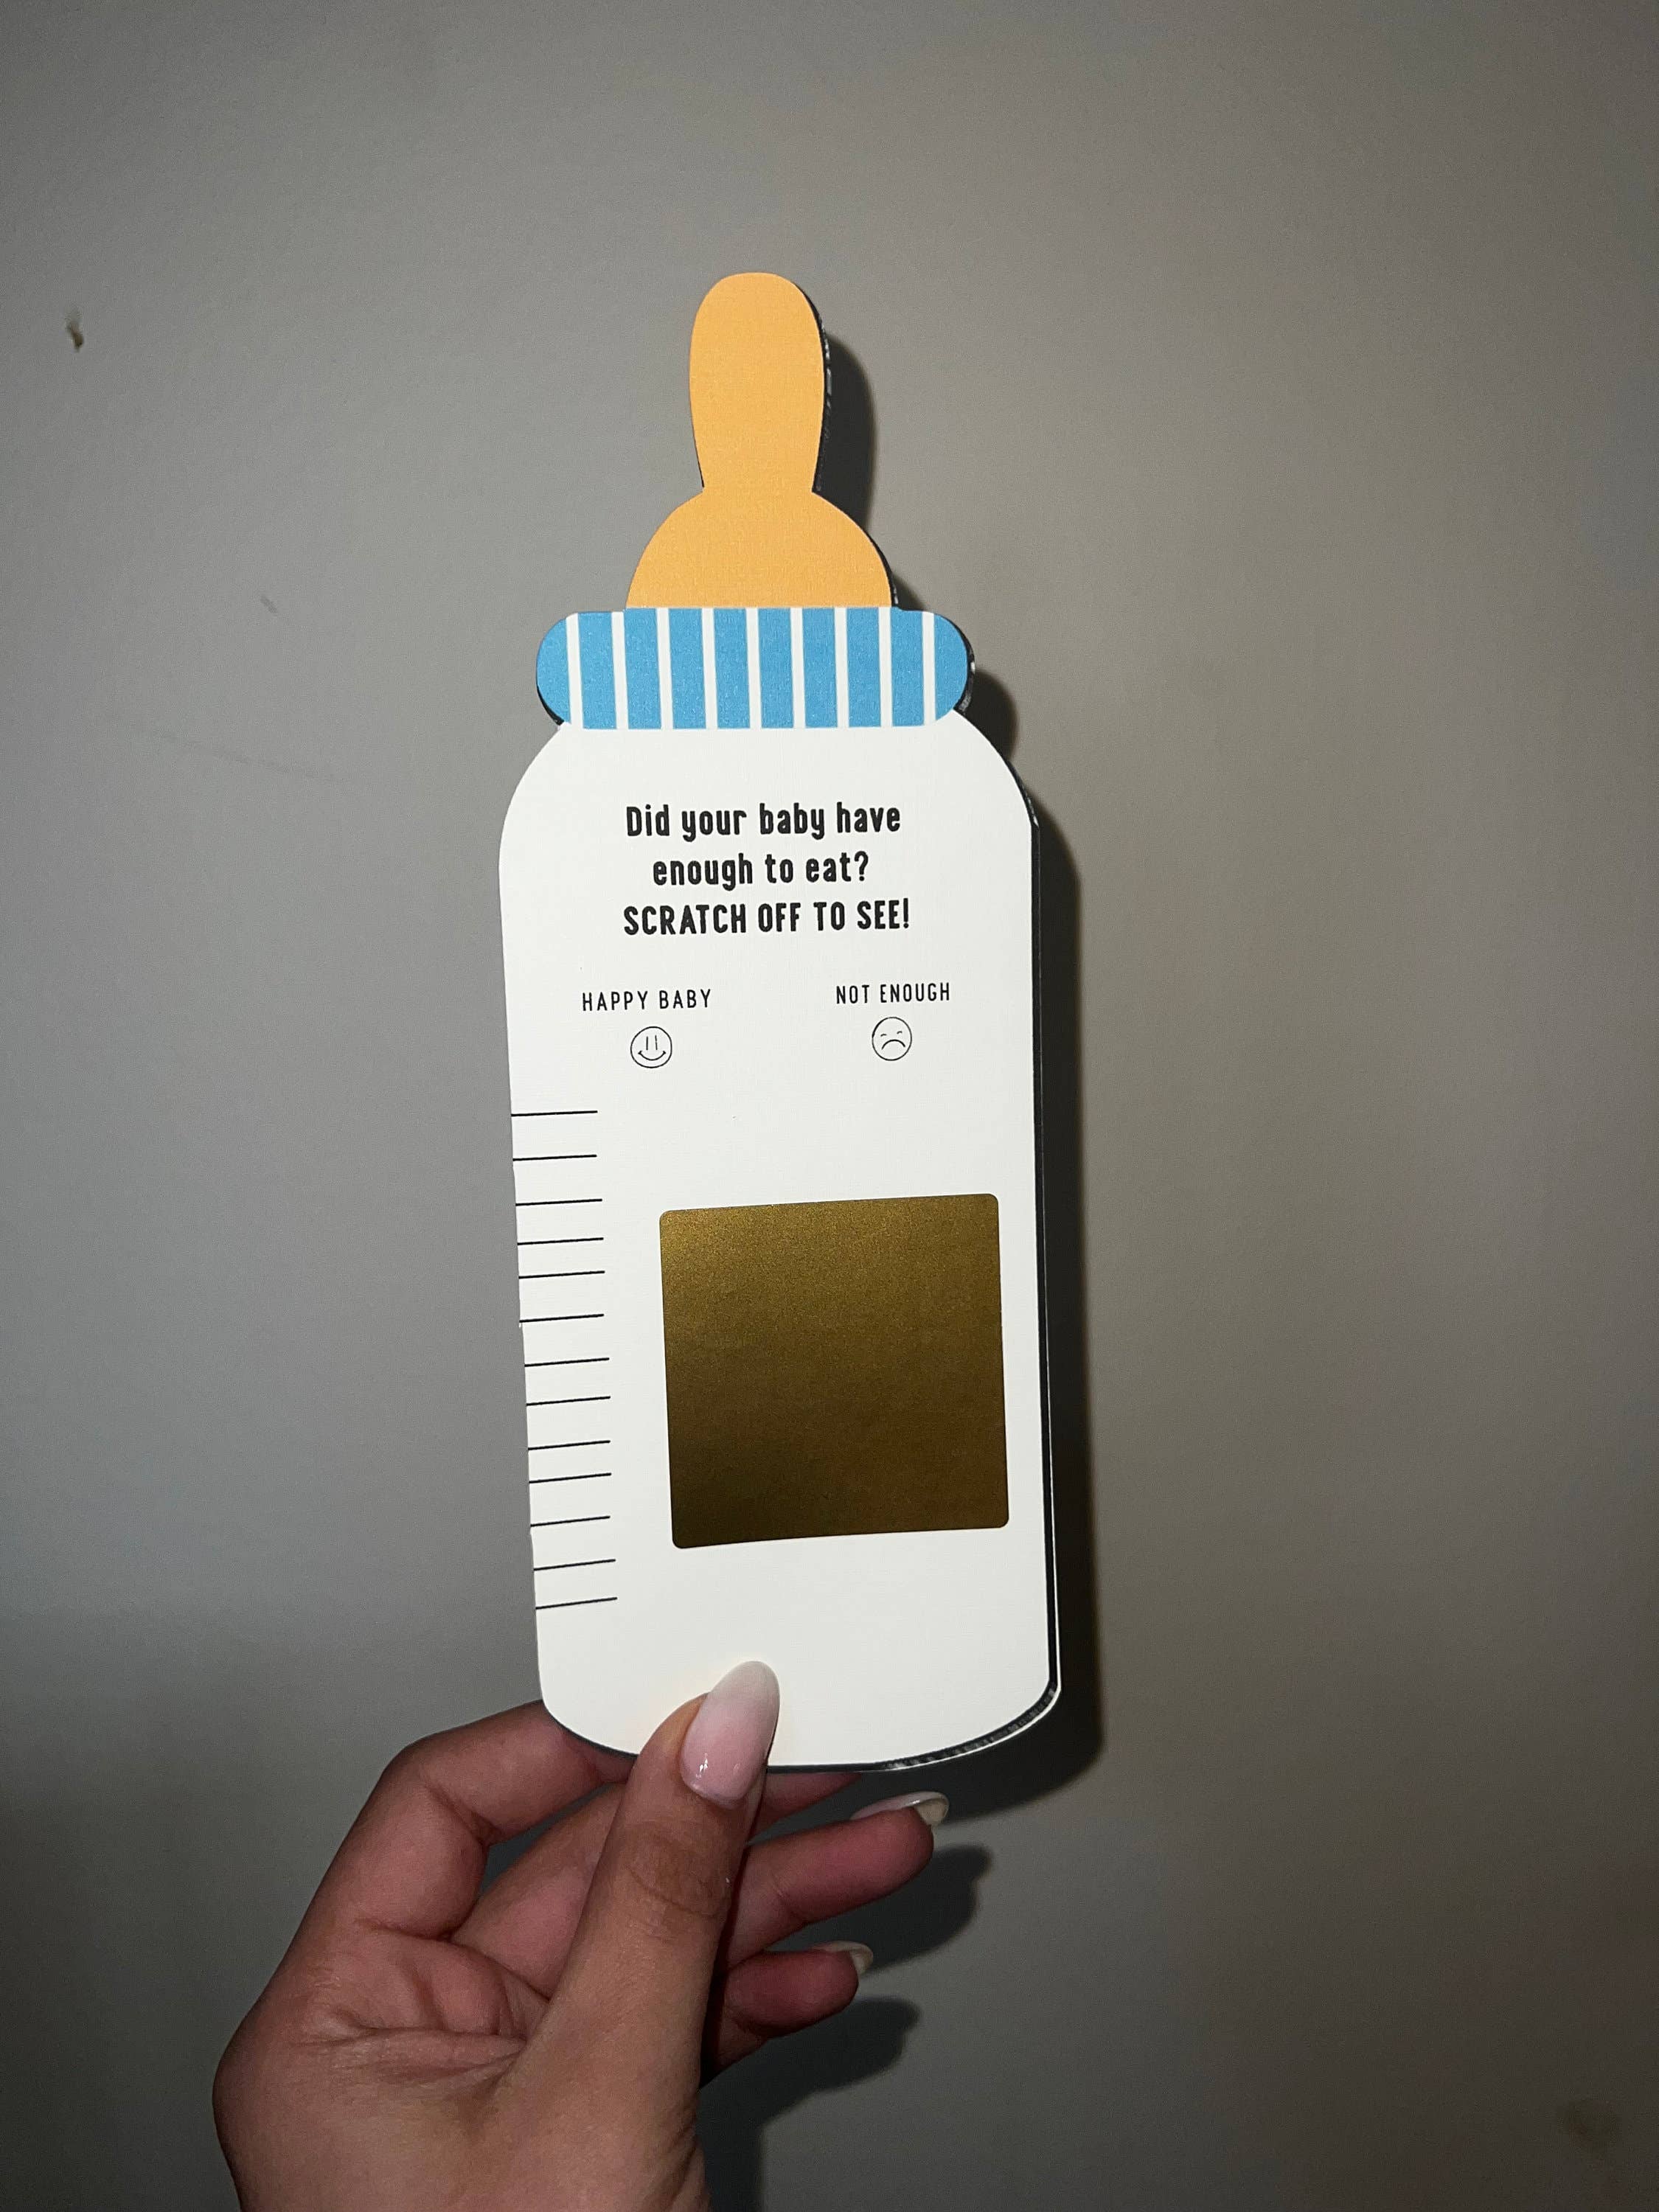 Did your baby have
enough to eat?
SCRATCH OFF TO SEE!
HAPPY BABY
NOT ENOUGH